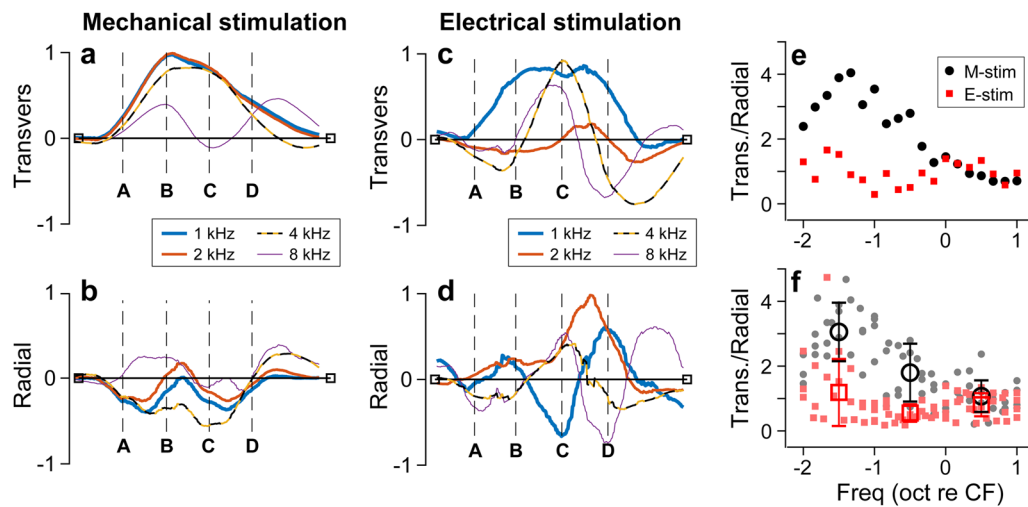 Mechanical stimulation
Electrical stimulation
a
1
0
-1
Transvers
A B C D
c
1
0
-1
Transvers
A B C
1 kHz 4 kHz
2 kHz 8 kHz
1 kHz 4 kHz
2 kHz 8 kHz
b
1
0
-1
Radial
A B C D
d
1
0
-1
Radial
A B C D
e
M-stim
E-stim
4
2
0
Trans./Radial
-2 -1 0 1
f
4
2
0
Trans./Radial
-2 -1 0 1
Freq (oct re CF)